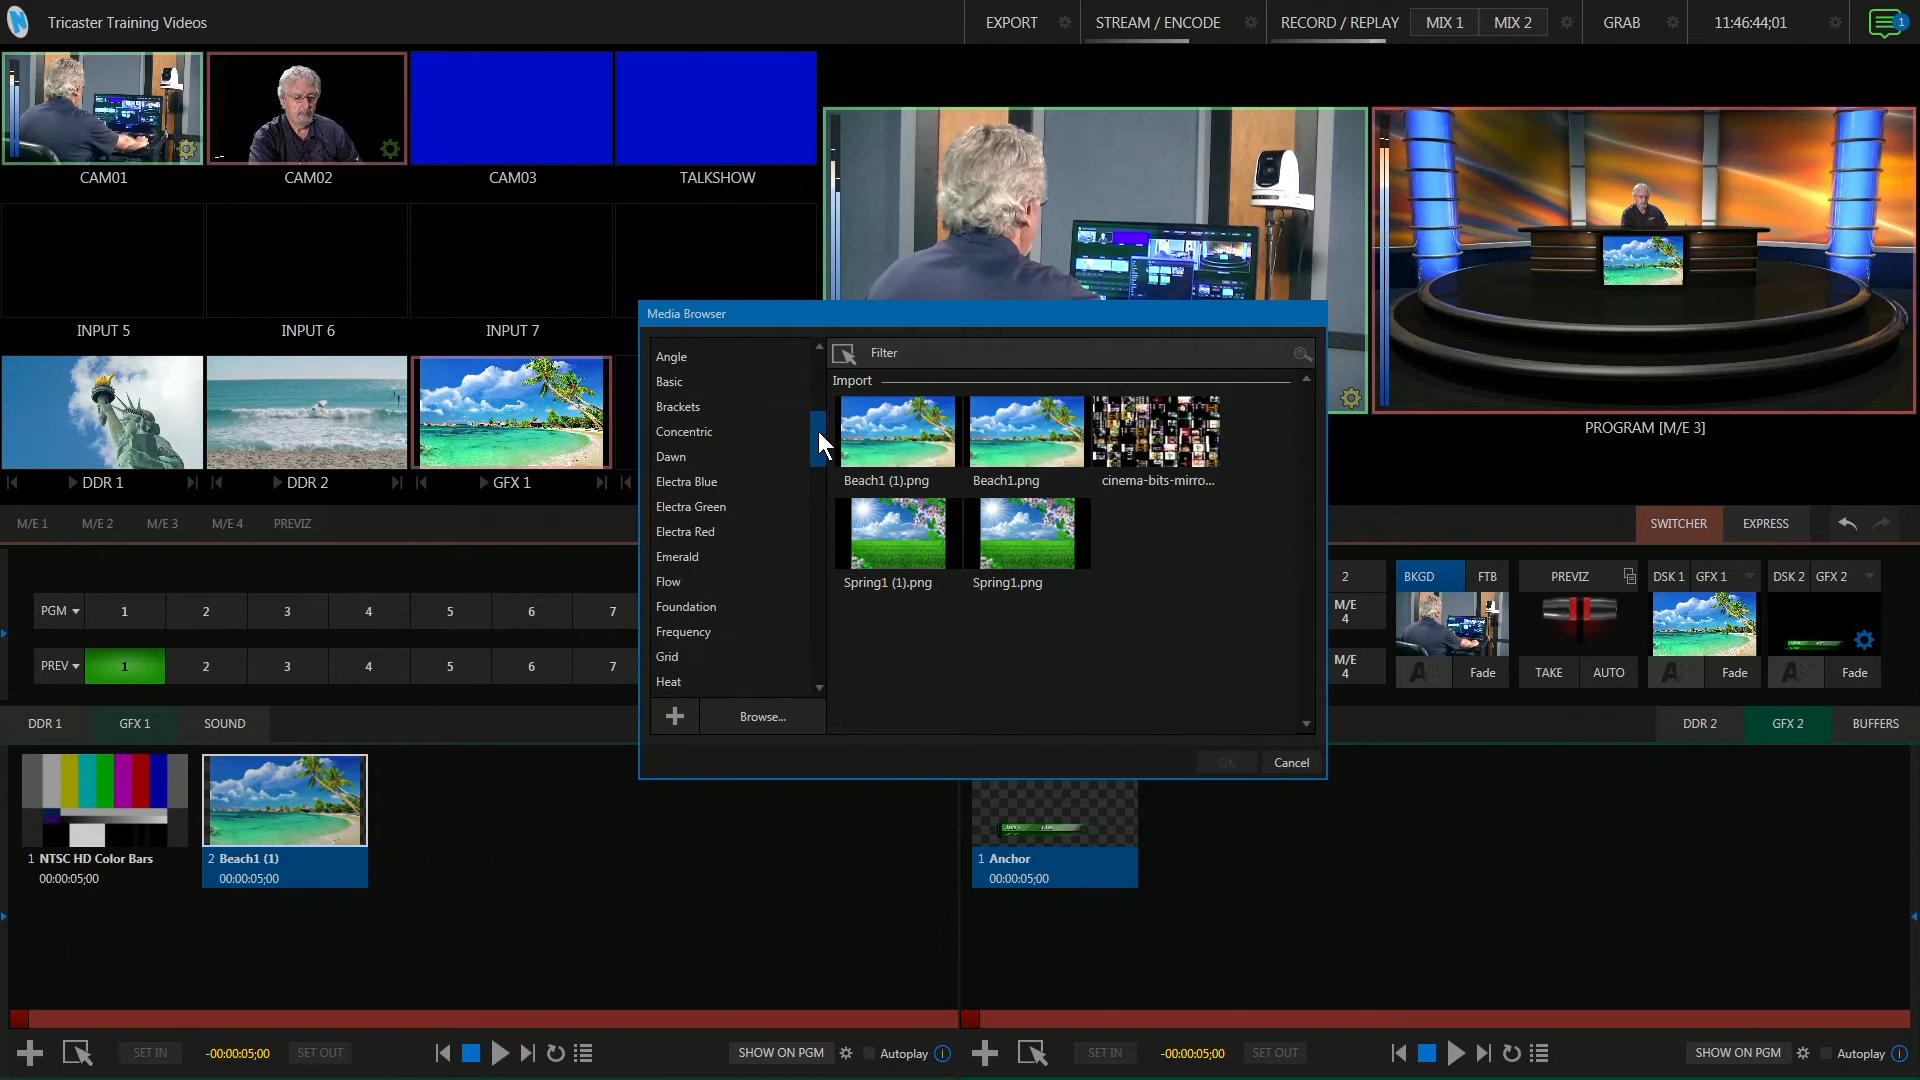 Tricaster Training Videos
EXPORT
STREAM / ENCODE
RECORD / REPLAY
MIX 1
MIX 2
GRAB
11:46:44;01
1
CAM01
CAM02
CAM03
TALKSHOW
INPUT 5
INPUT 6
INPUT 7
PROGRAM [M/E 3]
DDR 1
DDR 2
GFX 1
M/E 1
M/E 2
M/E 3
M/E 4
PREVIZ
SWITCHER
EXPRESS
Media Browser
Angle
Basic
Brackets
Concentric
Dawn
Electra Blue
Electra Green
Electra Red
Emerald
Flow
Foundation
Frequency
Grid
Heat
Browse...
Filter
Import
Beach1 (1).png
Beach1.png
cinema-bits-mirro...
Spring1 (1).png
Spring1.png
OK
Cancel
PGM
1
2
3
4
5
6
7
PREV
1
2
3
4
5
6
7
2
M/E
4
M/E
4
BKGD
FTB
PREVIZ
DSK 1
GFX 1
DSK 2
GFX 2
Fade
TAKE
AUTO
Fade
Fade
DDR 1
GFX 1
SOUND
DDR 2
GFX 2
BUFFERS
1 NTSC HD Color Bars
00:00:05;00
2 Beach1 (1)
00:00:05;00
1 Anchor
00:00:05;00
SET IN
-00:00:05;00
SET OUT
SHOW ON PGM
Autoplay
SET IN
-00:00:05;00
SET OUT
SHOW ON PGM
Autoplay